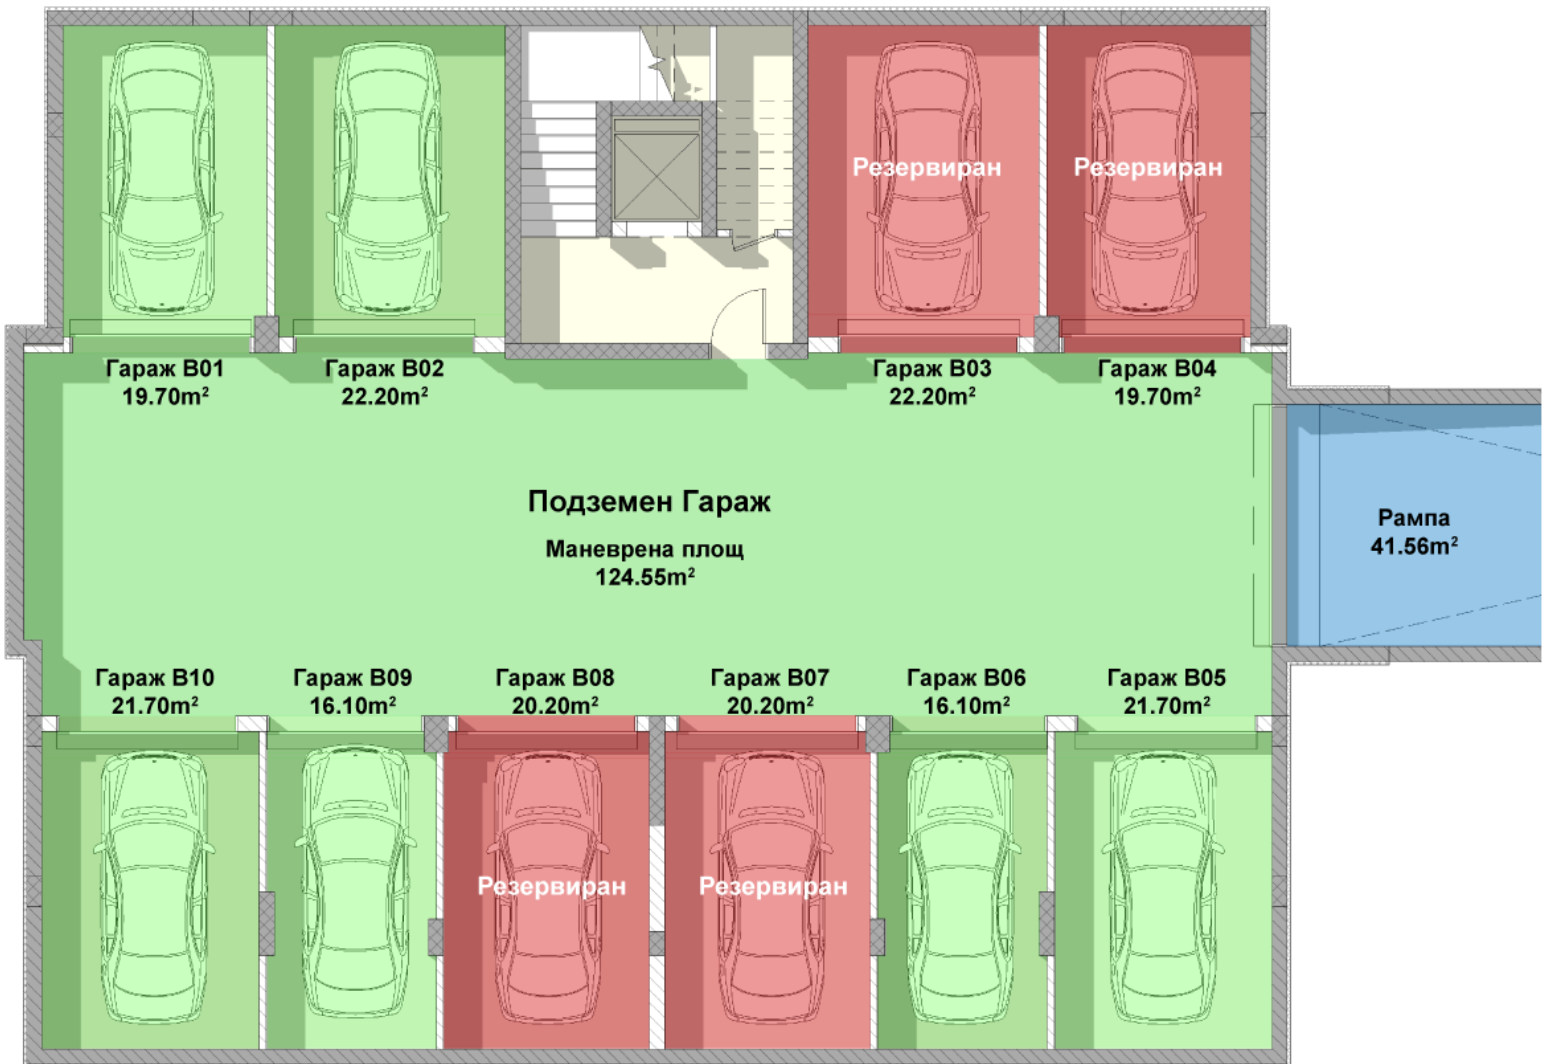 Резервиран
Резервиран
Гараж B01
19.70m²
Гараж B02
22.20m²
Гараж B03
22.20m²
Гараж B04
19.70m²
Подземен Гараж
Маневрена площ
124.55m²
Рампа
41.56m²
Гараж B10
21.70m²
Гараж B09
16.10m²
Гараж B08
20.20m²
Гараж B07
20.20m²
Гараж B06
16.10m²
Гараж B05
21.70m²
Резервиран
Резервиран